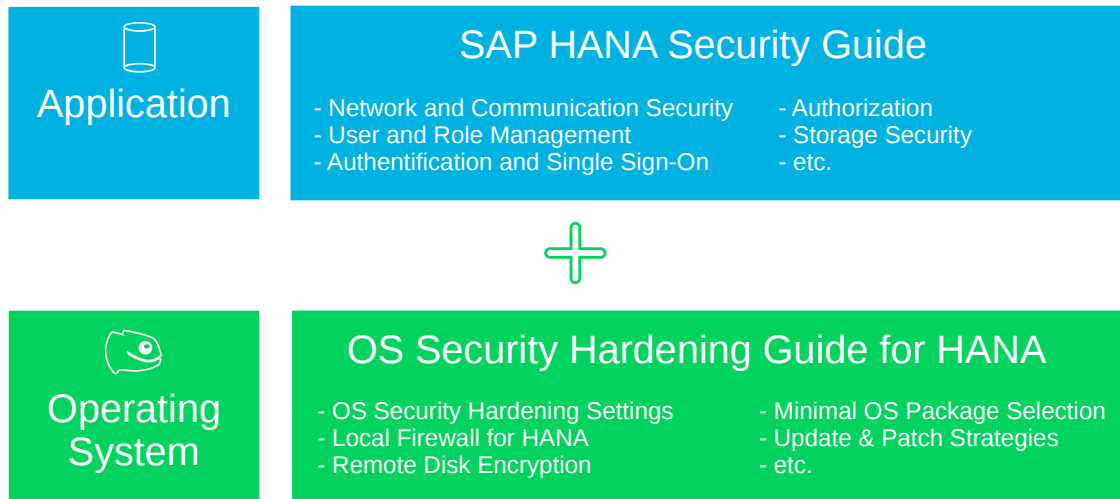 Application
SAP HANA Security Guide
- Network and Communication Security
- User and Role Management
- Authentification and Single Sign-On
- Authorization
- Storage Security
- etc.
Operating
System
OS Security Hardening Guide for HANA
- OS Security Hardening Settings
- Local Firewall for HANA
- Remote Disk Encryption
- Minimal OS Package Selection
- Update & Patch Strategies
- etc.